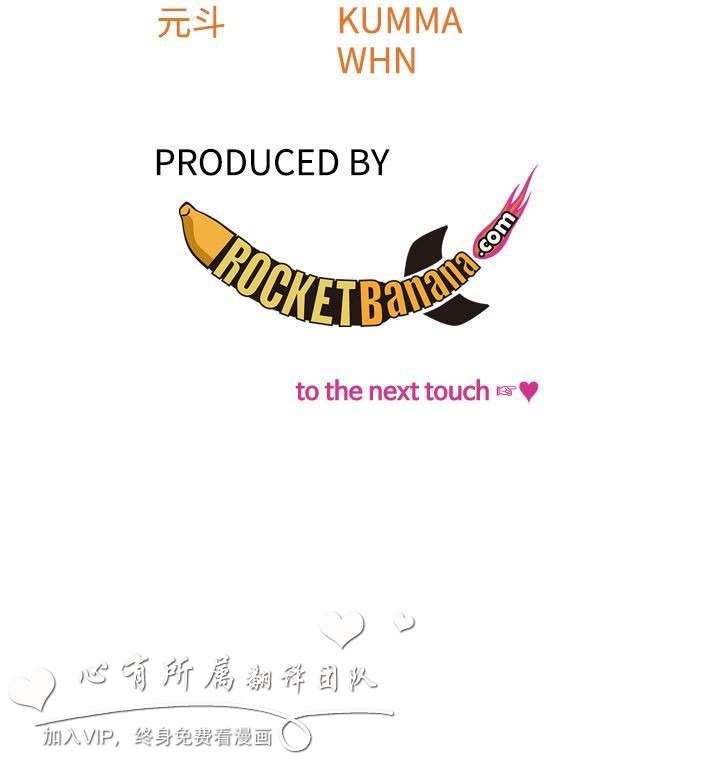 元斗 KUMMA
WHN
PRODUCED BY
ROCKETBanana.com
to the next touch ☞♥
心有所属翻译团队
加入VIP，终身免费看漫画